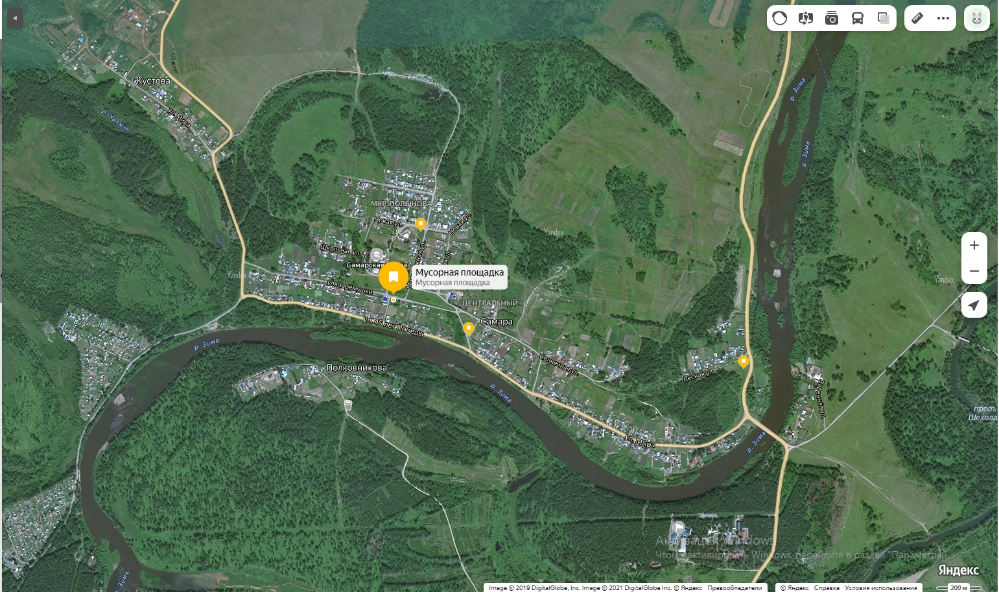 Кустова
ул. Мира
р. Халют
р. Зима
р. Зима
МКР-ПОЛЫНОВА
Новая ул.
Новая ул.
Yandex
Школьная ул.
Самарская
Мусорная площадка
Мусорная площадка
Yandex
Yandex
ул. Черёмушки
ЦЕНТРАЛЬНЫЙ
Самара
ул. 40 лет Победы
р. Зима
Полковникова
Солнечная ул.
Лесная ул.
р. Зима
Заречная ул.
прот.
Шехола
ул. Мира
р. Зима
Активация Windows
Чтобы активировать Windows, перейдите в раздел "Параметры".
Яндекс
р. Зима
Image © 2019 DigitalGlobe, Inc. Image © 2021 DigitalGlobe Inc. © Яндекс Правообладатели
© Яндекс Справка Условия использования
200 м